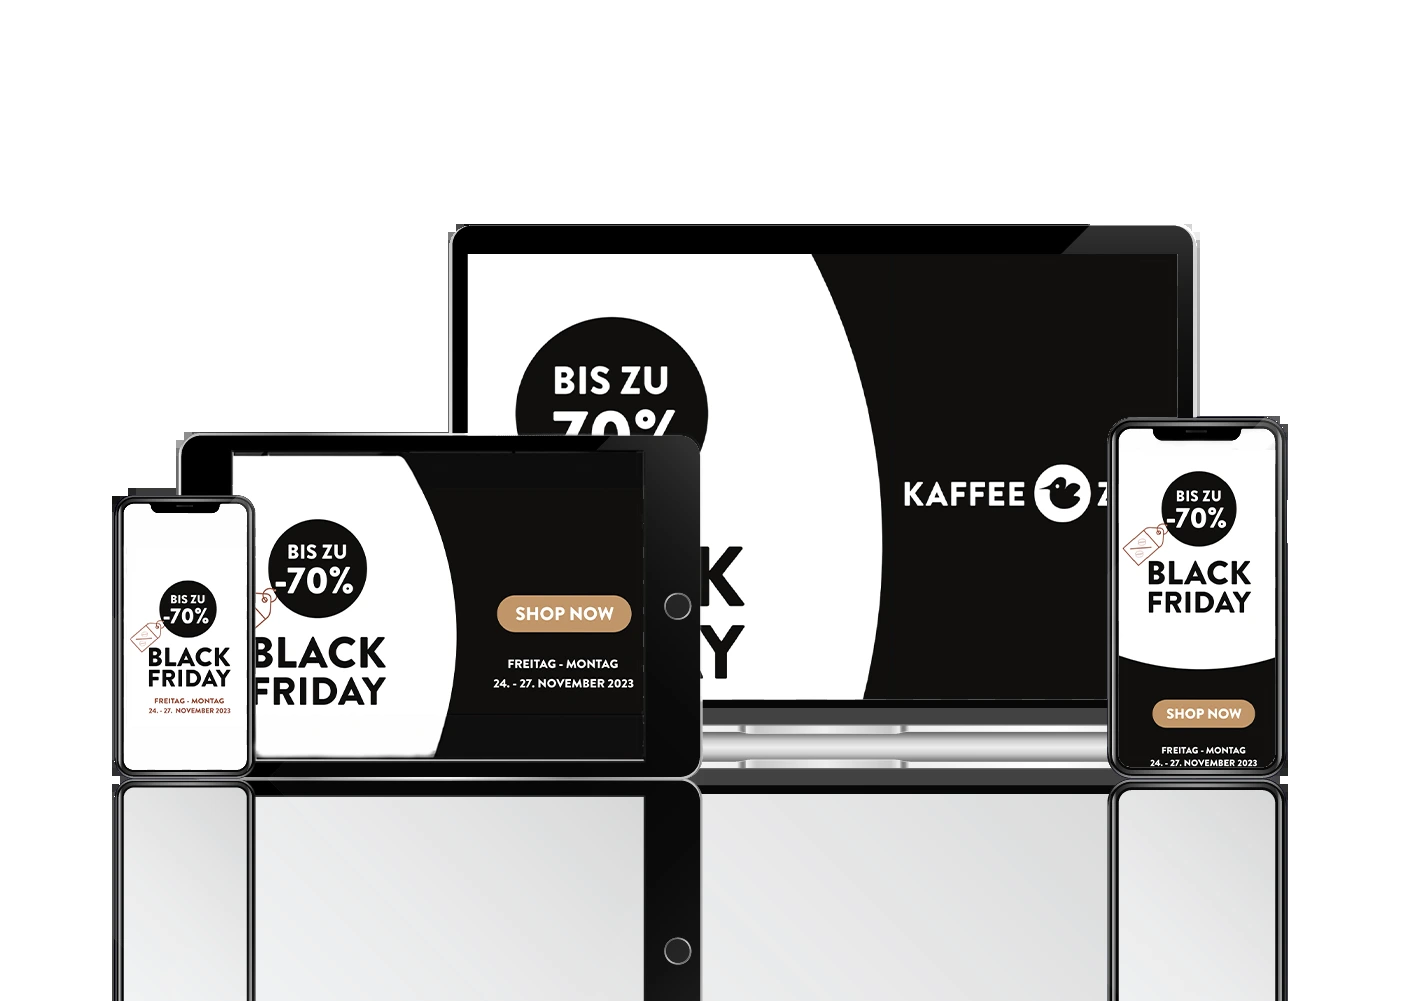 BIS ZU
70%
KAFFEE
BIS ZU
-70%
BLACK
FRIDAY
SHOP NOW
FREITAG - MONTAG
24. - 27. NOVEMBER 2023
BIS ZU
-70%
BLACK
FRIDAY
FREITAG - MONTAG
24. - 27. NOVEMBER 2023
BIS ZU
-70%
BLACK
FRIDAY
SHOP NOW
FREITAG - MONTAG
24. - 27. NOVEMBER 2023